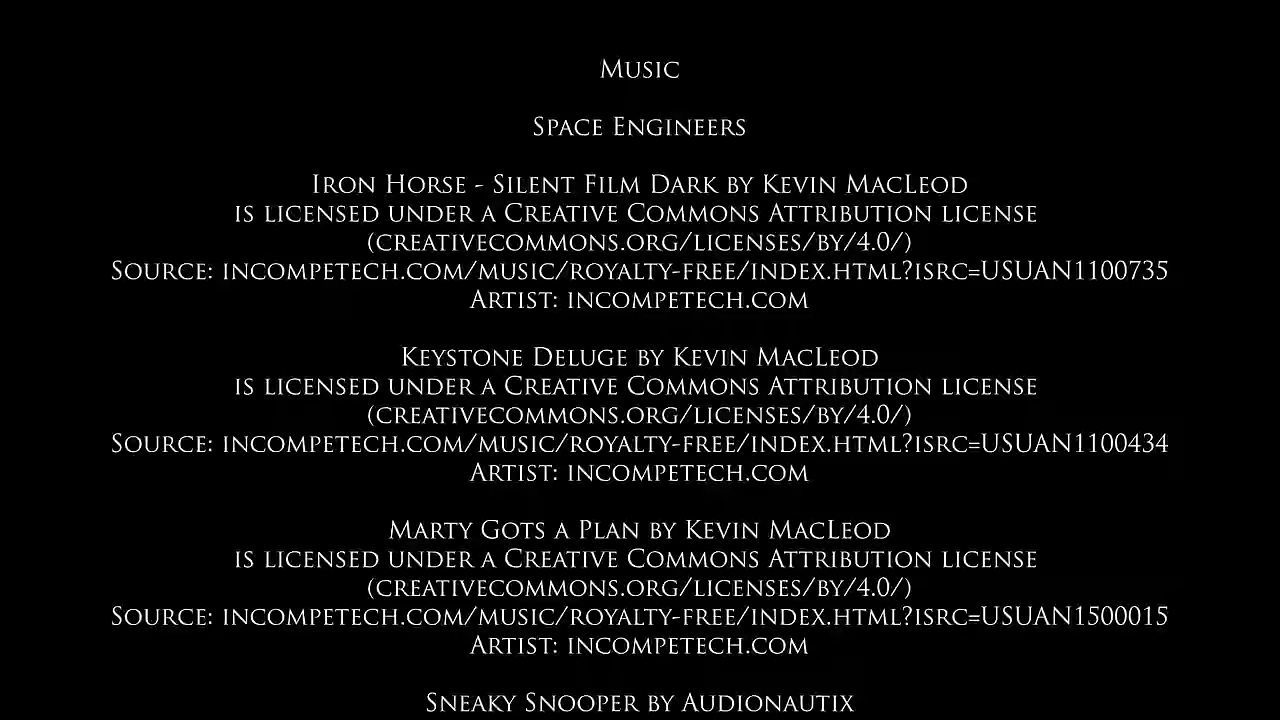 Music
Space Engineers
Iron Horse - Silent Film Dark by Kevin MacLeod
is licensed under a Creative Commons Attribution license
(creativecommons.org/licenses/by/4.0/)
Source: incompetech.com/music/royalty-free/index.html?isrc=USUAN1100735
Artist: incompetech.com
Keystone Deluge by Kevin MacLeod
is licensed under a Creative Commons Attribution license
(creativecommons.org/licenses/by/4.0/)
Source: incompetech.com/music/royalty-free/index.html?isrc=USUAN1100434
Artist: incompetech.com
Marty Gots a Plan by Kevin MacLeod
is licensed under a Creative Commons Attribution license
(creativecommons.org/licenses/by/4.0/)
Source: incompetech.com/music/royalty-free/index.html?isrc=USUAN1500015
Artist: incompetech.com
Sneaky Snooper by Audionautix